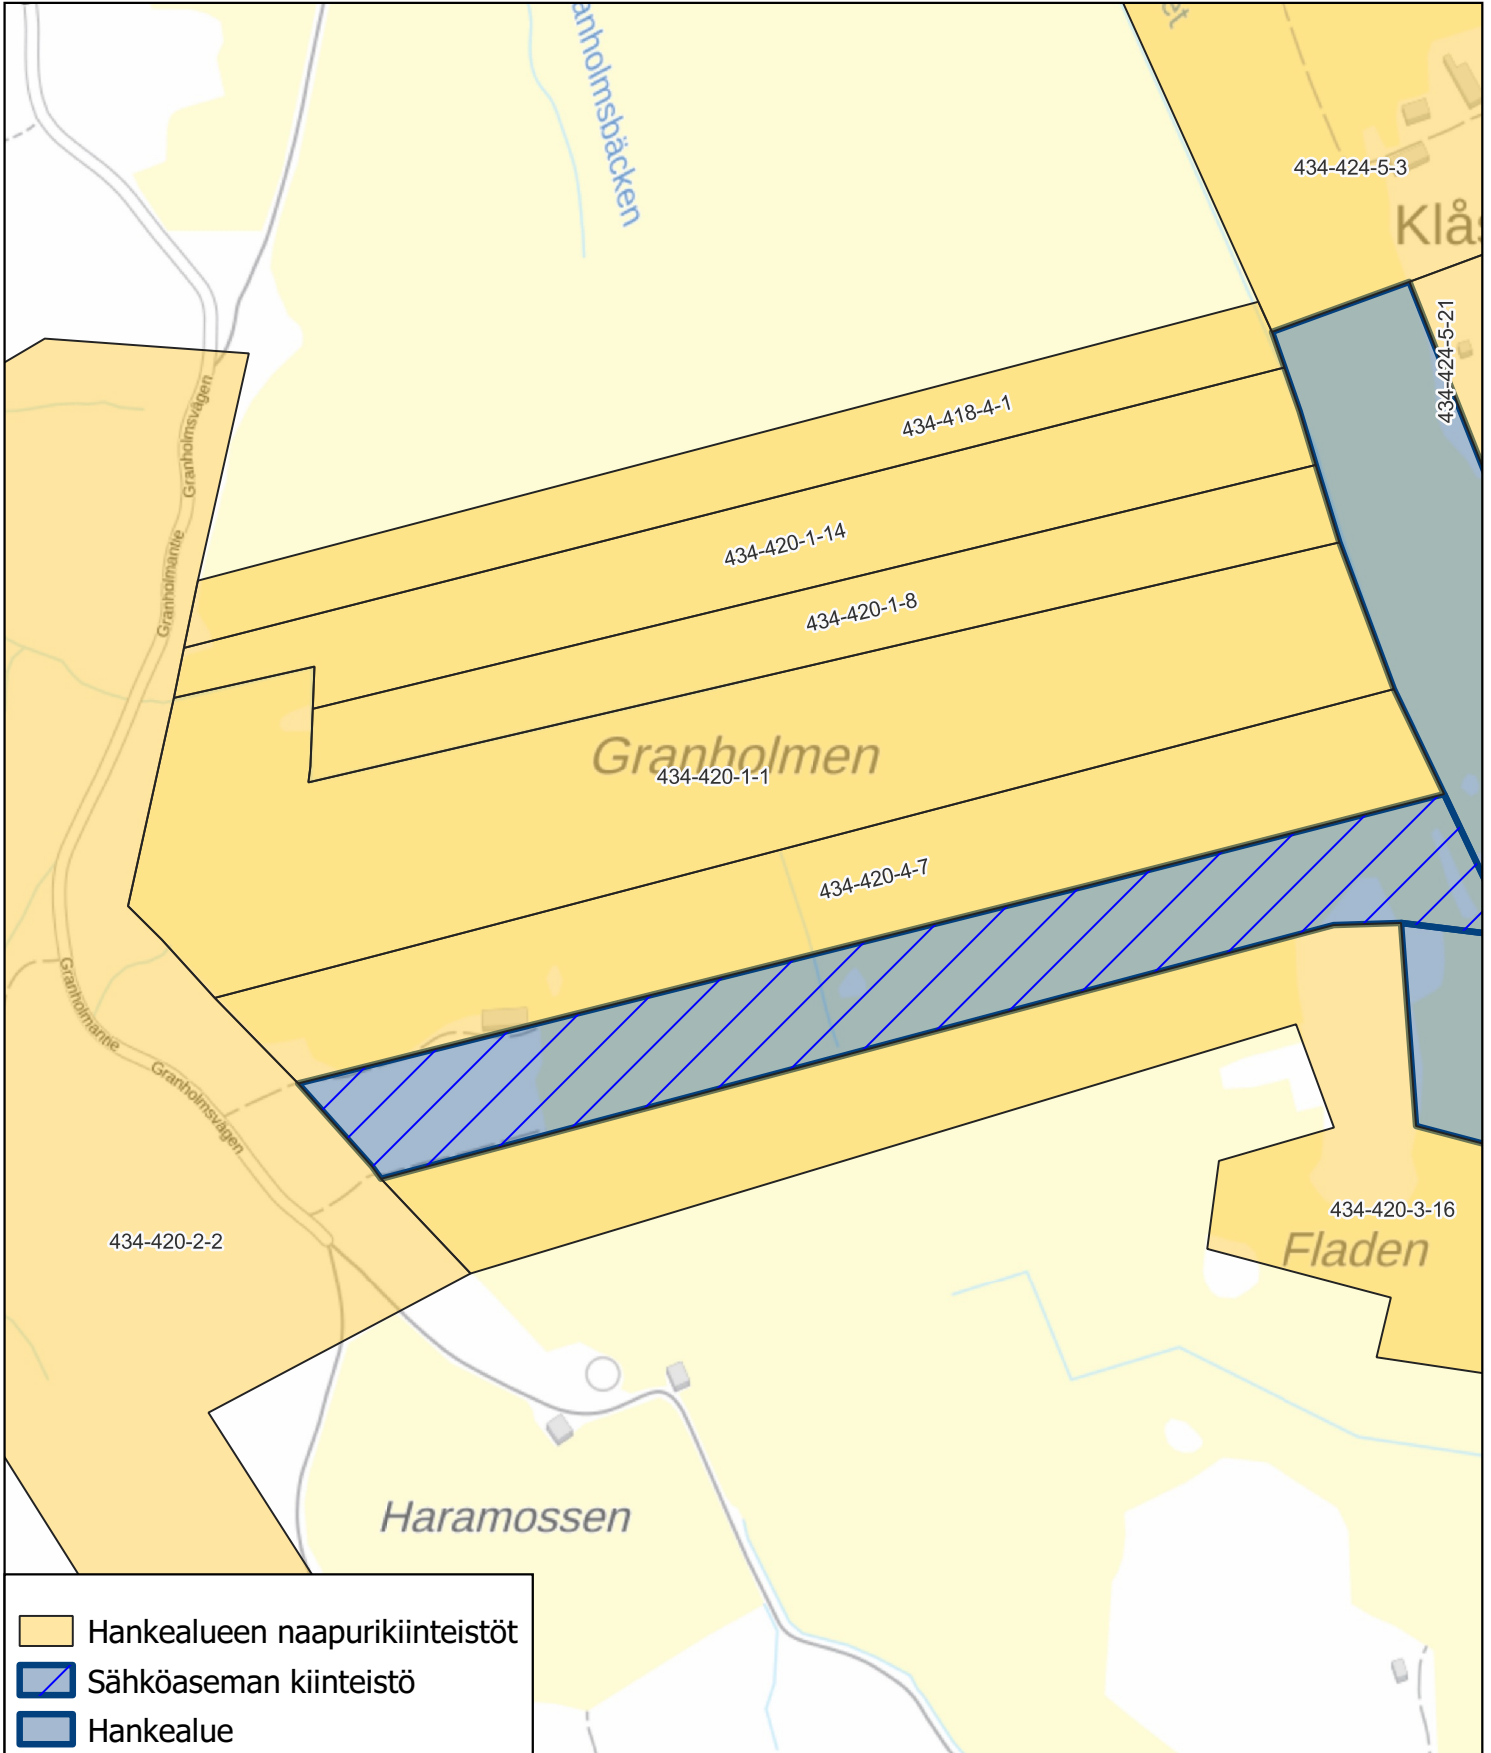 anholmsbäcken
et
434-424-5-3
Klås
434-424-5-21
Granholmsvägen
434-418-4-1
434-420-1-14
Granholmantie
434-420-1-8
Granholmen
434-420-1-1
434-420-4-7
Granholmantie
Granholmsvägen
434-420-2-2
434-420-3-16
Fladen
Haramossen
Hankealueen naapurikiinteistöt
Sähköaseman kiinteistö
Hankealue